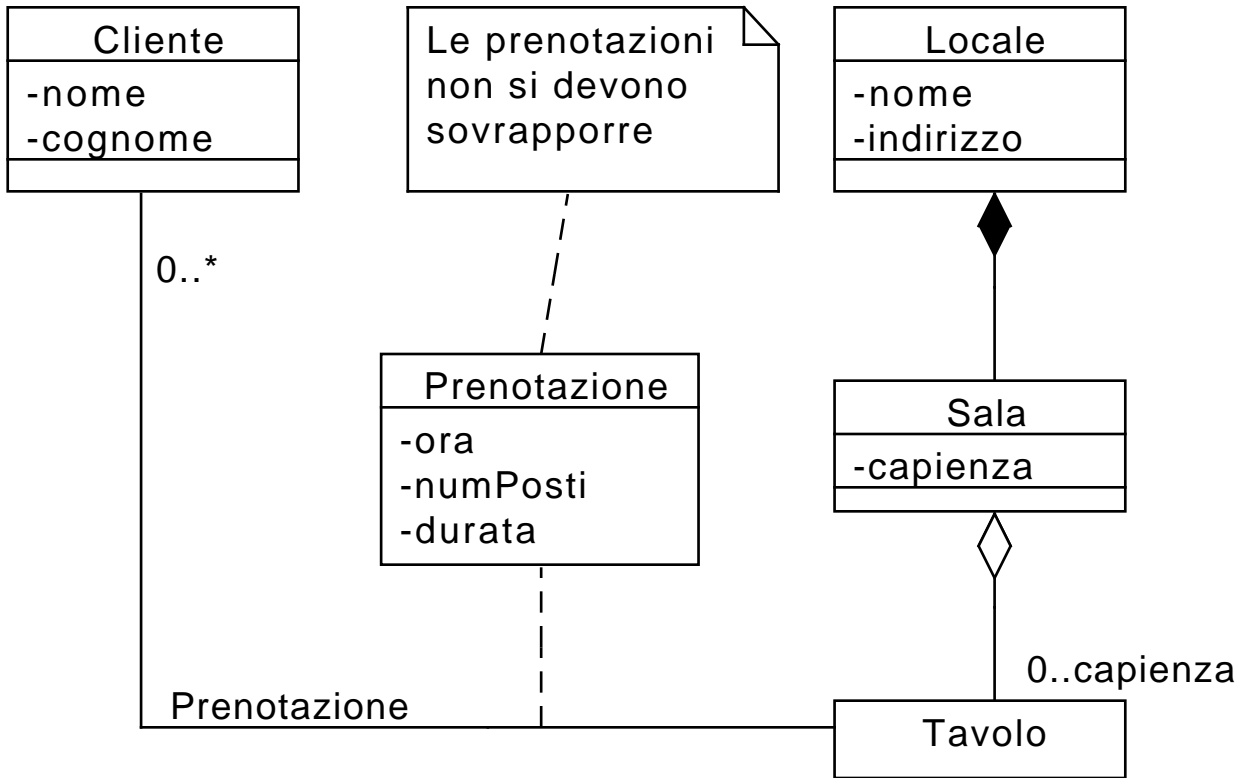 Cliente
-nome
-cognome
Le prenotazioni
non si devono
sovrapporre
Locale
-nome
-indirizzo
0..*
Prenotazione
-ora
-numPosti
-durata
Sala
-capienza
0..capienza
Prenotazione
Tavolo